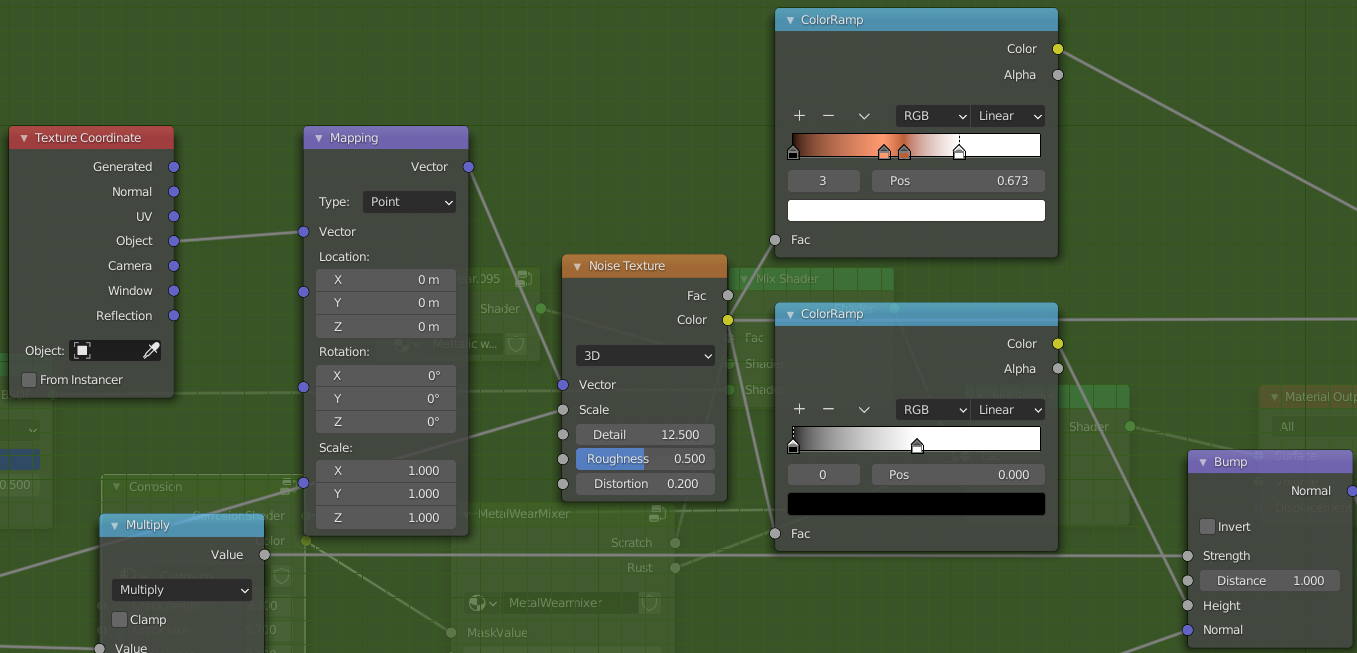 ColorRamp
Color
Alpha
RGB
Linear
3
Pos
0.673
Fac
Texture Coordinate
Generated
Normal
UV
Object
Camera
Window
Reflection
Object:
From Instancer
Mapping
Vector
Type:
Point
Vector
Location:
X
0 m
Y
0 m
Z
0 m
Rotation:
X
0°
Y
0°
Z
0°
Scale:
X
1.000
Y
1.000
Z
1.000
Shader
Metallic w...
Noise Texture
Fac
Color
3D
Vector
Scale
Detail
12.500
Roughness
0.500
Distortion
0.200
Mix Shader
Shader
Fac
Shader
Shader
ColorRamp
Color
Alpha
RGB
Linear
0
Pos
0.000
Fac
Shader
Material Outp
All
Surface
Displacement
Bump
Normal
Invert
Strength
Distance
1.000
Height
Normal
0.500
Corrosion
CorrosionShader
Color
Multiply
Value
Multiply
Clamp
Value
MetalWearMixer
Scratch
Rust
MetalWearmixer
MaskValue